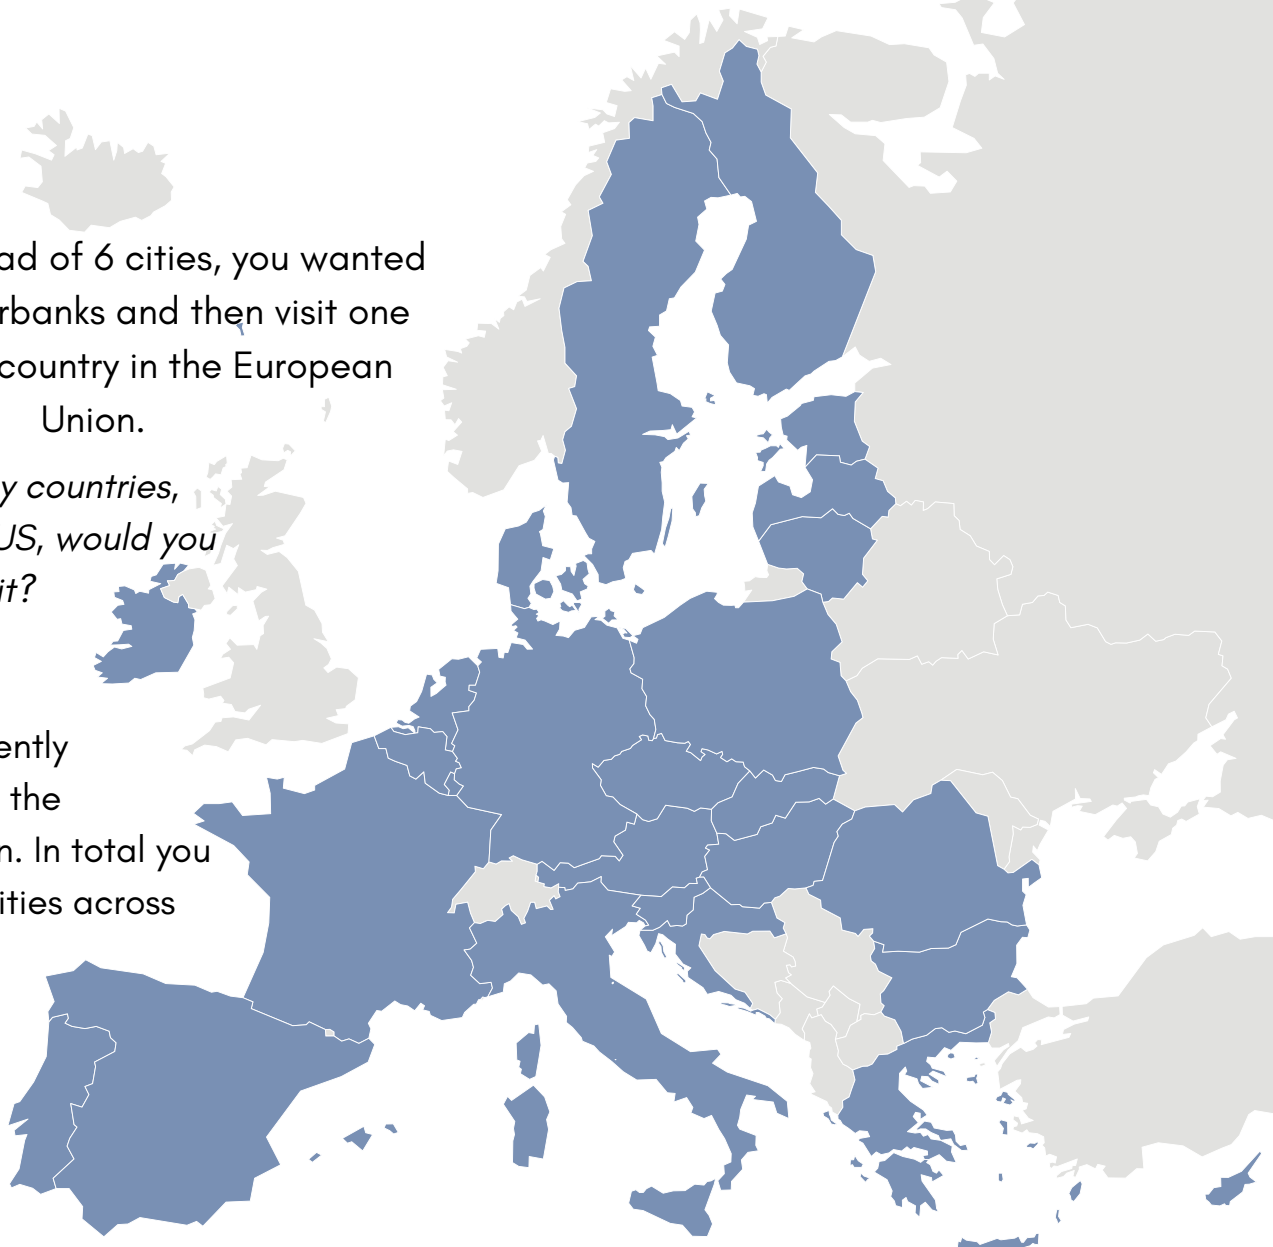 ad of 6 cities, you wanted
rbanks and then visit one
country in the European
Union.
y countries,
US, would you
it?
ently
the
n. In total you
ities across